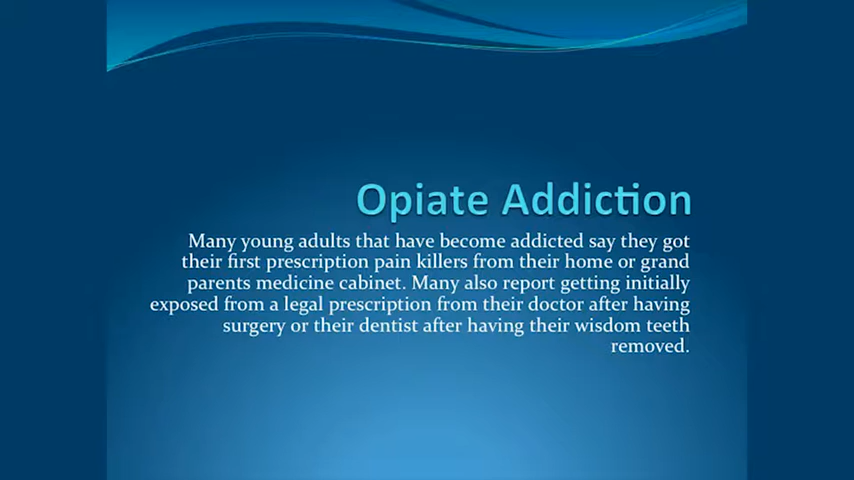 Opiate Addiction
Many young adults that have become addicted say they got
their first prescription pain killers from their home or grand
parents medicine cabinet. Many also report getting initially
exposed from a legal prescription from their doctor after having
surgery or their dentist after having their wisdom teeth
removed.